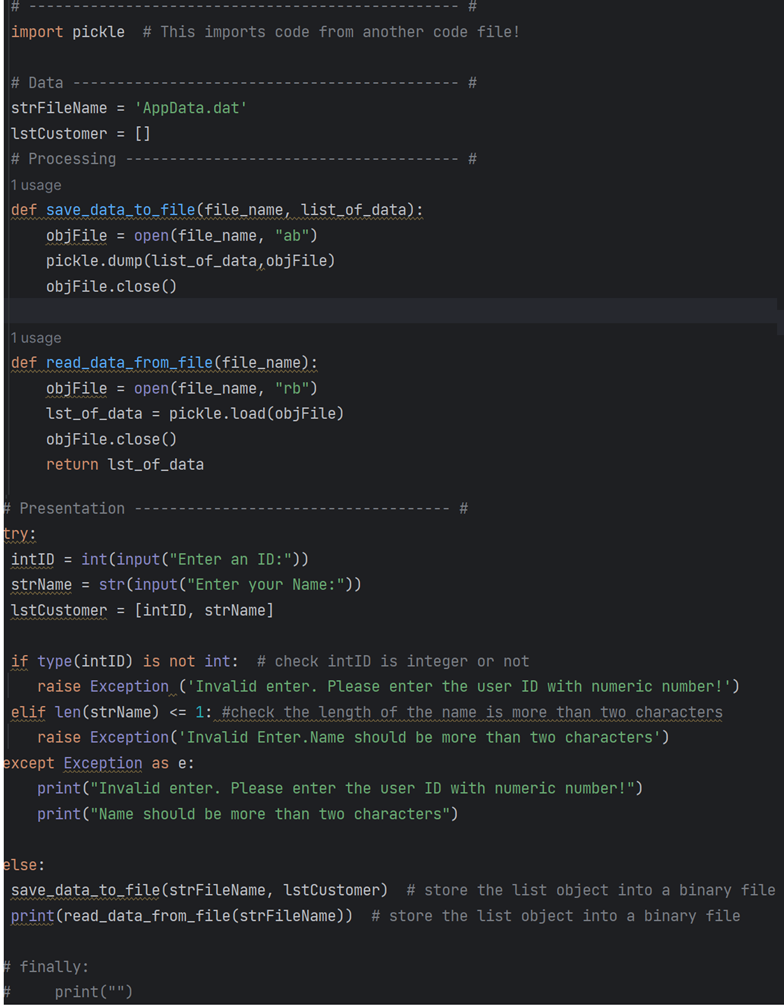 # ------------------------------------------------- #
import pickle  # This imports code from another code file!
# Data -------------------------------------------- #
strFileName = 'AppData.dat'
lstCustomer = []
# Processing -------------------------------------- #
1 usage
def save_data_to_file(file_name, list_of_data):
    objFile = open(file_name, "ab")
    pickle.dump(list_of_data,objFile)
    objFile.close()
1 usage
def read_data_from_file(file_name):
    objFile = open(file_name, "rb")
    lst_of_data = pickle.load(objFile)
    objFile.close()
    return lst_of_data
# Presentation ------------------------------------ #
try:
 intID = int(input("Enter an ID:"))
 strName = str(input("Enter your Name:"))
 lstCustomer = [intID, strName]
 if type(intID) is not int:  # check intID is integer or not
    raise Exception ('Invalid enter. Please enter the user ID with numeric number!')
 elif len(strName) <= 1: #check the length of the name is more than two characters
    raise Exception('Invalid Enter.Name should be more than two characters')
except Exception as e:
    print("Invalid enter. Please enter the user ID with numeric number!")
    print("Name should be more than two characters")
else:
 save_data_to_file(strFileName, lstCustomer)  # store the list object into a binary file
 print(read_data_from_file(strFileName))  # store the list object into a binary file
# finally:
#     print("")